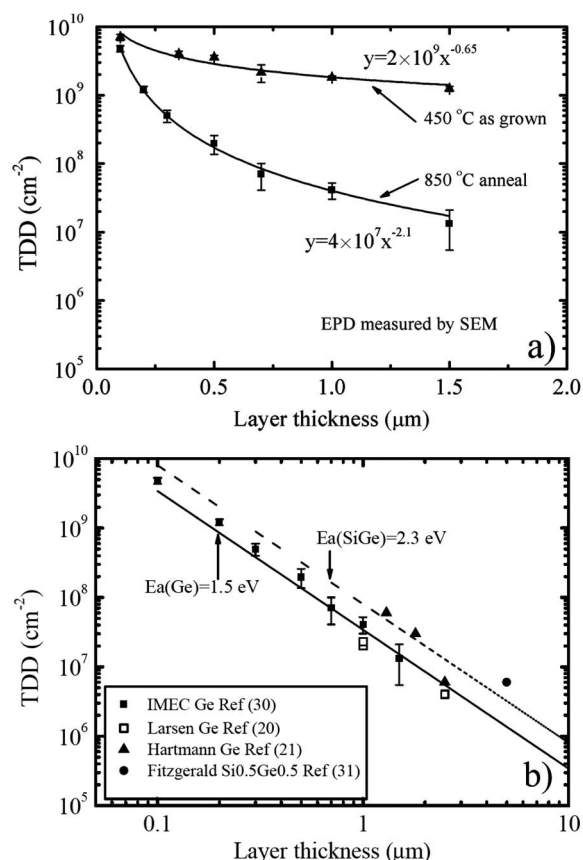 10^10
y=2×10^9x^-0.65
10^9
450 °C as grown
10^8
850 °C anneal
TDD (cm^-2)
10^7
y=4×10^7x^-2.1
10^6
EPD measured by SEM
a)
10^5
0.0 0.5 1.0 1.5 2.0
Layer thickness (μm)
10^10
10^9
Ea(SiGe)=2.3 eV
Ea(Ge)=1.5 eV
10^8
TDD (cm^-2)
10^7
IMEC Ge Ref (30)
Larsen Ge Ref (20)
10^6
Hartmann Ge Ref (21)
Fitzgerald Si0.5Ge0.5 Ref (31)
b)
10^5
0.1 1 10
Layer thickness (μm)